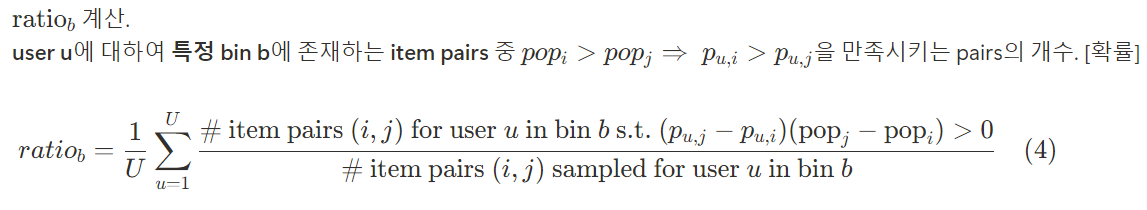 ratio_b 계산.
user u에 대하여 특정 bin b에 존재하는 item pairs 중 pop_i > pop_j ⇒ p_{u,i} > p_{u,j}을 만족시키는 pairs의 개수. [확률]
ratio_b = \frac{1}{U} \sum_{u=1}^{U} \frac{\# item pairs (i, j) for user u in bin b s.t. (p_{u,j} − p_{u,i})(pop_j − pop_i) > 0}{\# item pairs (i, j) sampled for user u in bin b} (4)